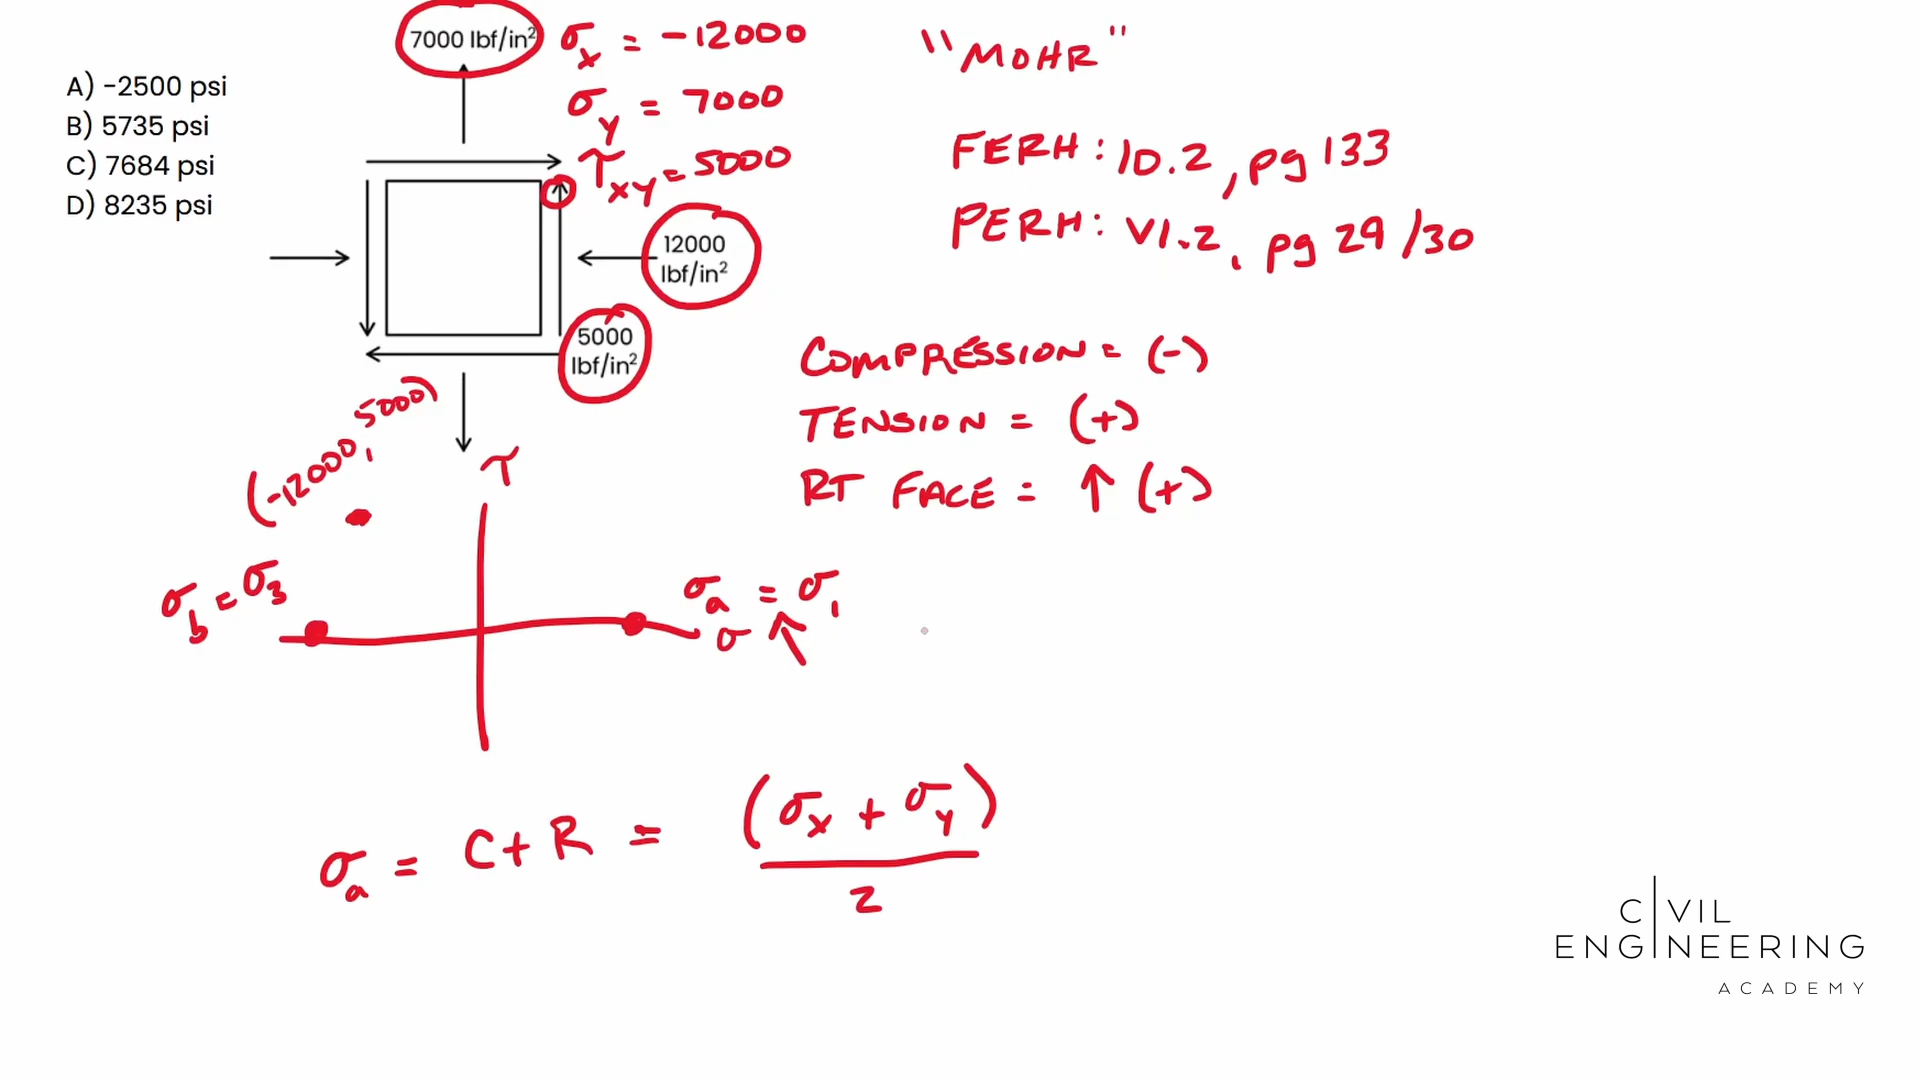 7000 lbf/in²
σx = -12000
σy = 7000
τxy = 5000
A) -2500 psi
B) 5735 psi
C) 7684 psi
D) 8235 psi
12000
lbf/in²
5000
lbf/in²
"MOHR"
FERH: 10.2, pg 133
PERH: V1.2, pg 29/30
COMPRESSION = (-)
TENSION = (+)
RT FACE = ↑ (+)
(-12000, 5000)
τ
σb = σ3
σa = σ1
σ
σa = C+R = (σx + σy)
2
CIVIL
ENGINEERING
ACADEMY